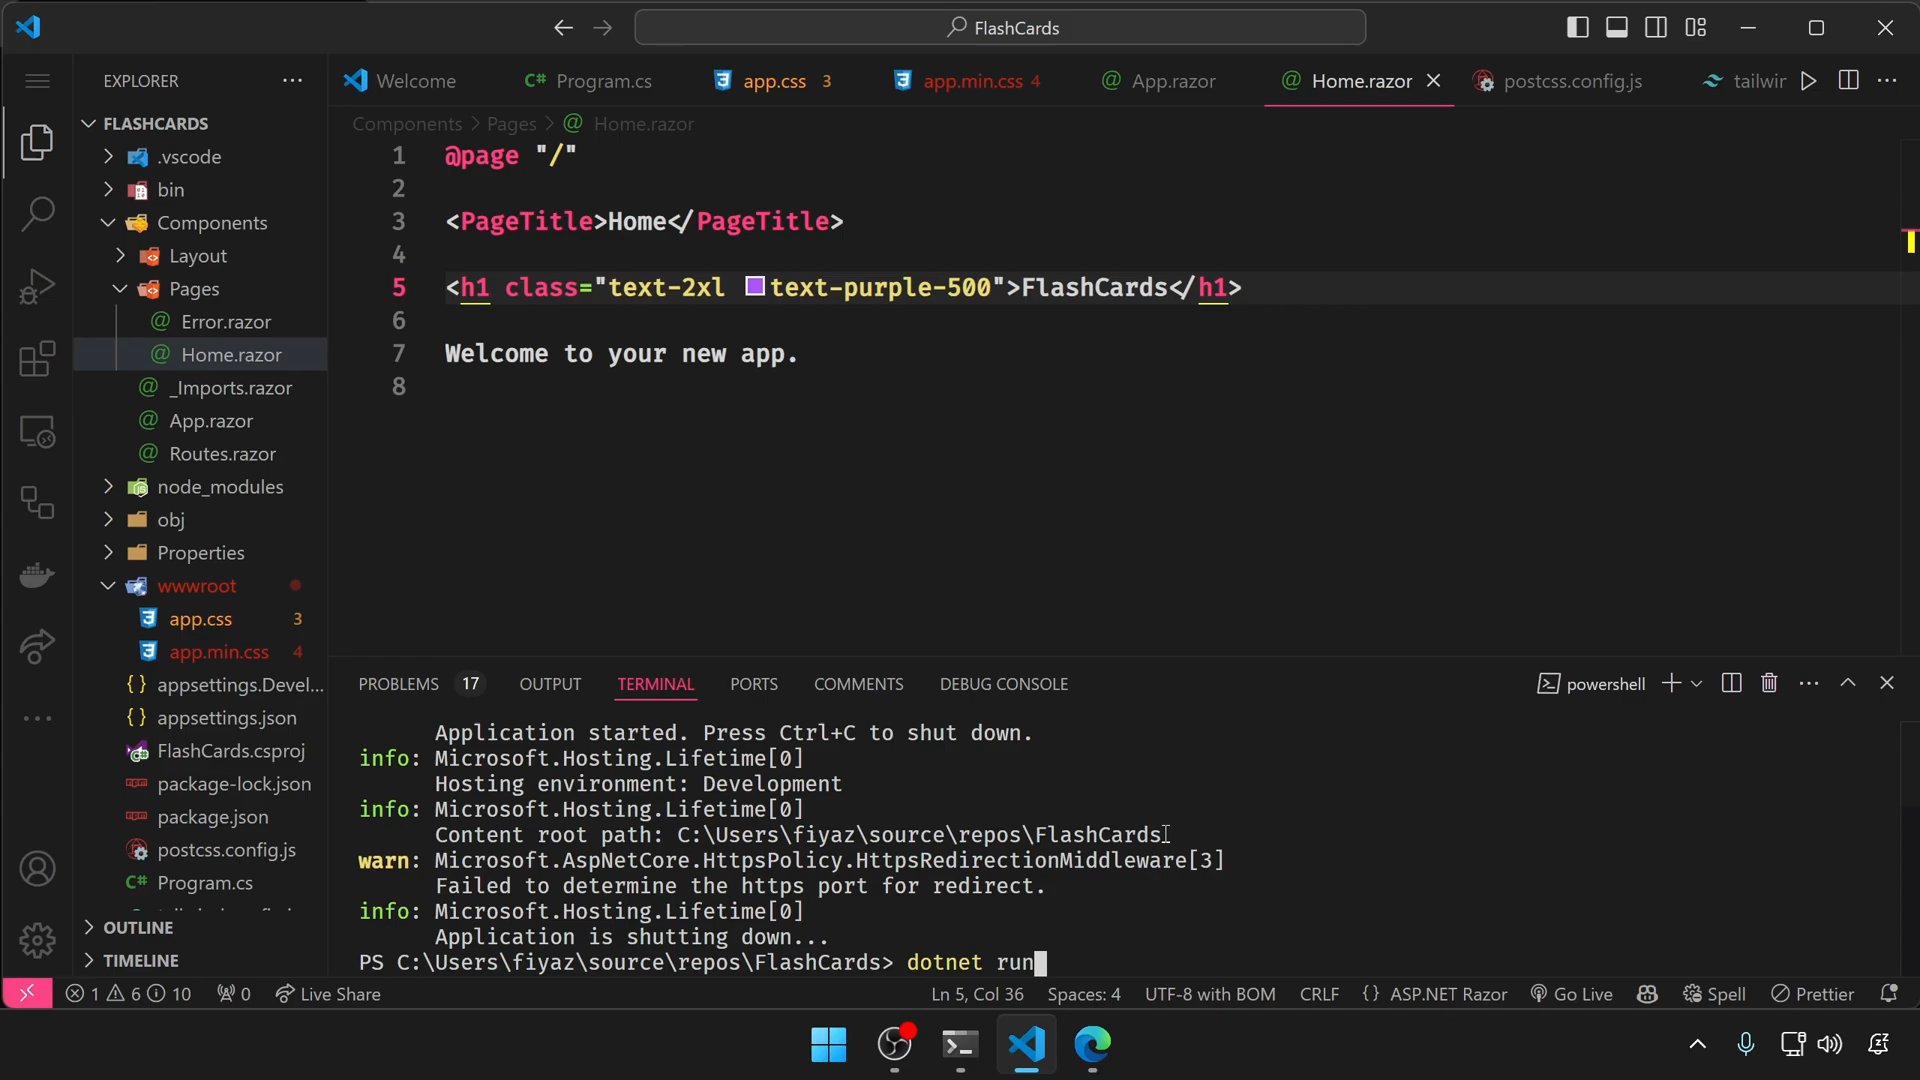 FlashCards
EXPLORER
Welcome
Program.cs
app.css 3
app.min.css 4
App.razor
Home.razor
postcss.config.js
tailwir
FLASHCARDS
.vscode
bin
Components
Layout
Pages
Error.razor
Home.razor
_Imports.razor
App.razor
Routes.razor
node_modules
obj
Properties
wwwroot
app.css 3
app.min.css 4
appsettings.Devel...
appsettings.json
FlashCards.csproj
package-lock.json
package.json
postcss.config.js
Program.cs
OUTLINE
TIMELINE
Components > Pages > Home.razor
1 @page "/"
2
3 <PageTitle>Home</PageTitle>
4
5 <h1 class="text-2xl text-purple-500">FlashCards</h1>
6
7 Welcome to your new app.
8
PROBLEMS 17 OUTPUT TERMINAL PORTS COMMENTS DEBUG CONSOLE
powershell
Application started. Press Ctrl+C to shut down.
info: Microsoft.Hosting.Lifetime[0]
Hosting environment: Development
info: Microsoft.Hosting.Lifetime[0]
Content root path: C:\Users\fiyaz\source\repos\FlashCards
warn: Microsoft.AspNetCore.HttpsPolicy.HttpsRedirectionMiddleware[3]
Failed to determine the https port for redirect.
info: Microsoft.Hosting.Lifetime[0]
Application is shutting down...
PS C:\Users\fiyaz\source\repos\FlashCards> dotnet run
1 6 10 0 Live Share Ln 5, Col 36 Spaces: 4 UTF-8 with BOM CRLF {} ASP.NET Razor Go Live Spell Prettier